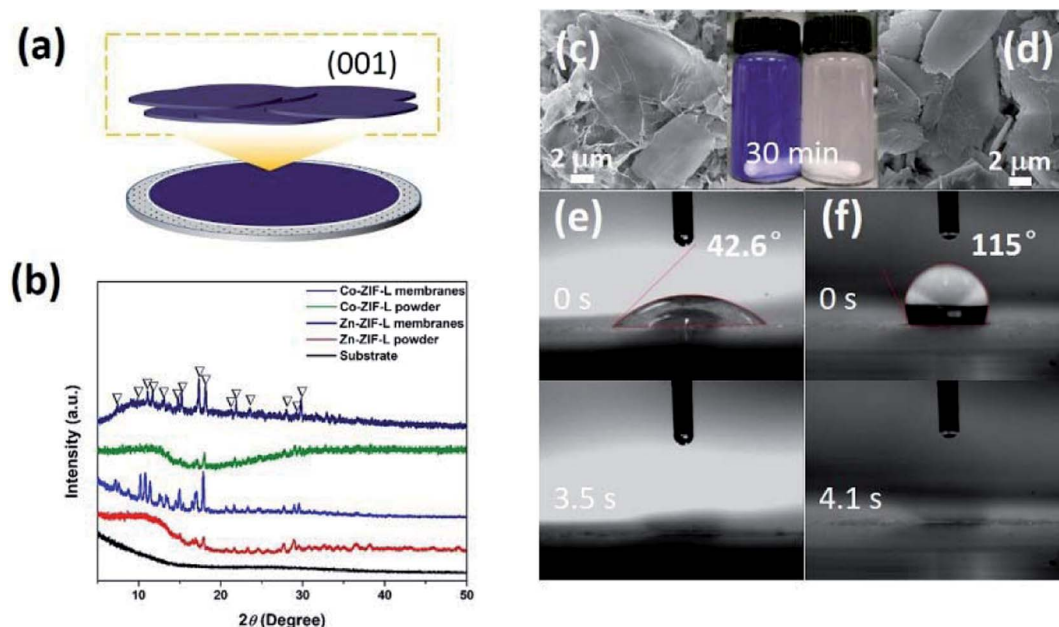 (a)
(001)
(b)
Co-ZIF-L membranes
Co-ZIF-L powder
Zn-ZIF-L membranes
Zn-ZIF-L powder
Substrate
Intensity (a.u.)
10 20 30 40 50
2θ (Degree)
(c)
(d)
30 min
2 μm
2 μm
(e)
42.6°
0 s
3.5 s
(f)
115°
0 s
4.1 s